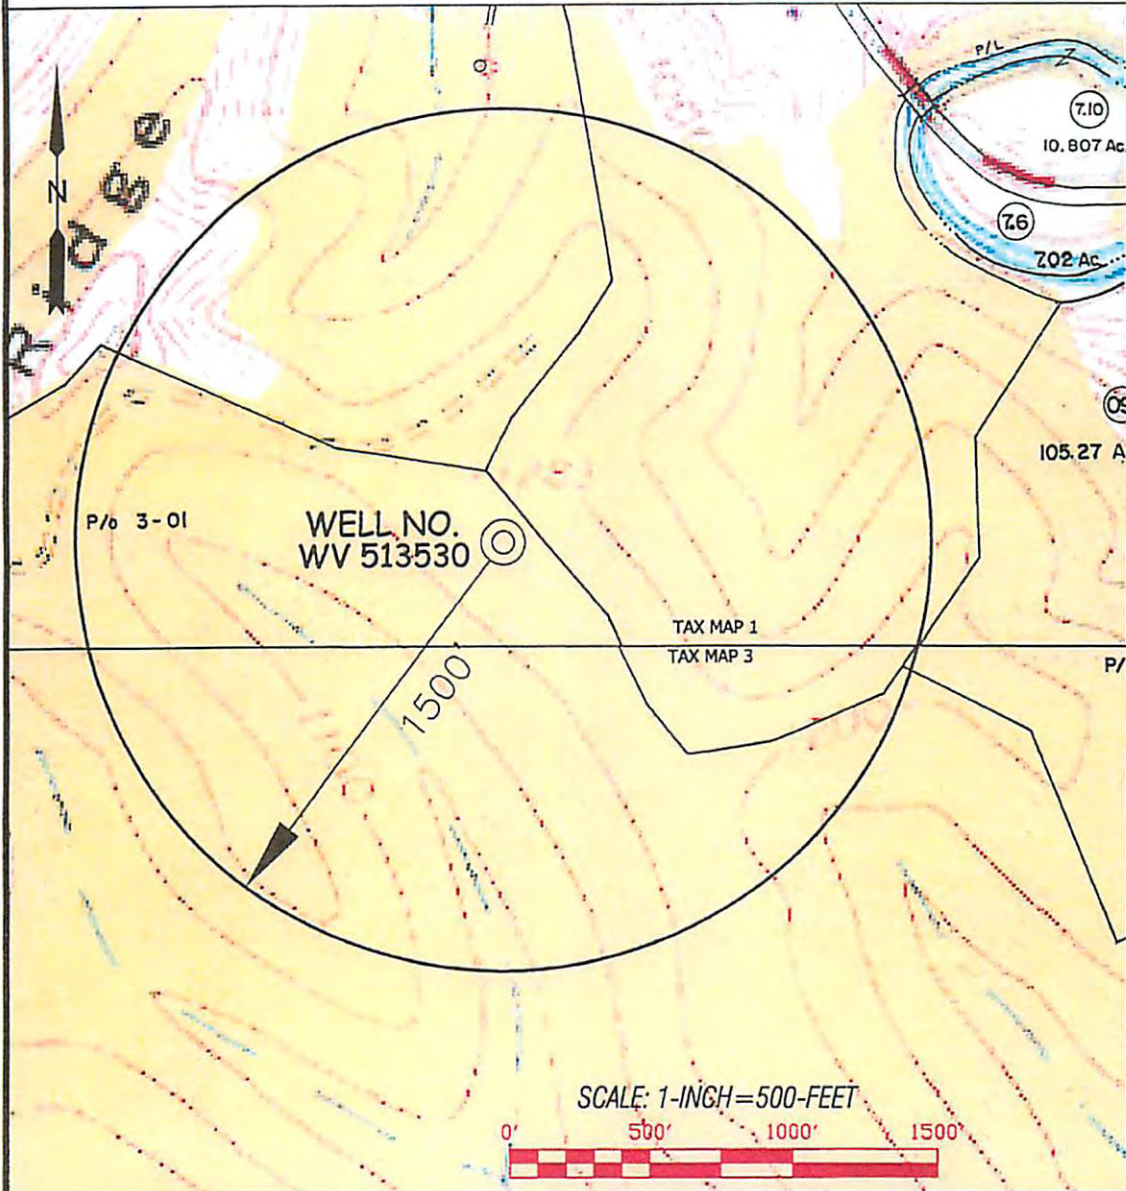 P/L
7.10
10.807 Ac.
N
7.6
7.02 Ac.
105.27 A
P/o 3-01
WELL NO.
WV 513530
TAX MAP 1
TAX MAP 3
P/
1500'
SCALE: 1-INCH=500-FEET
0' 500' 1000' 1500'